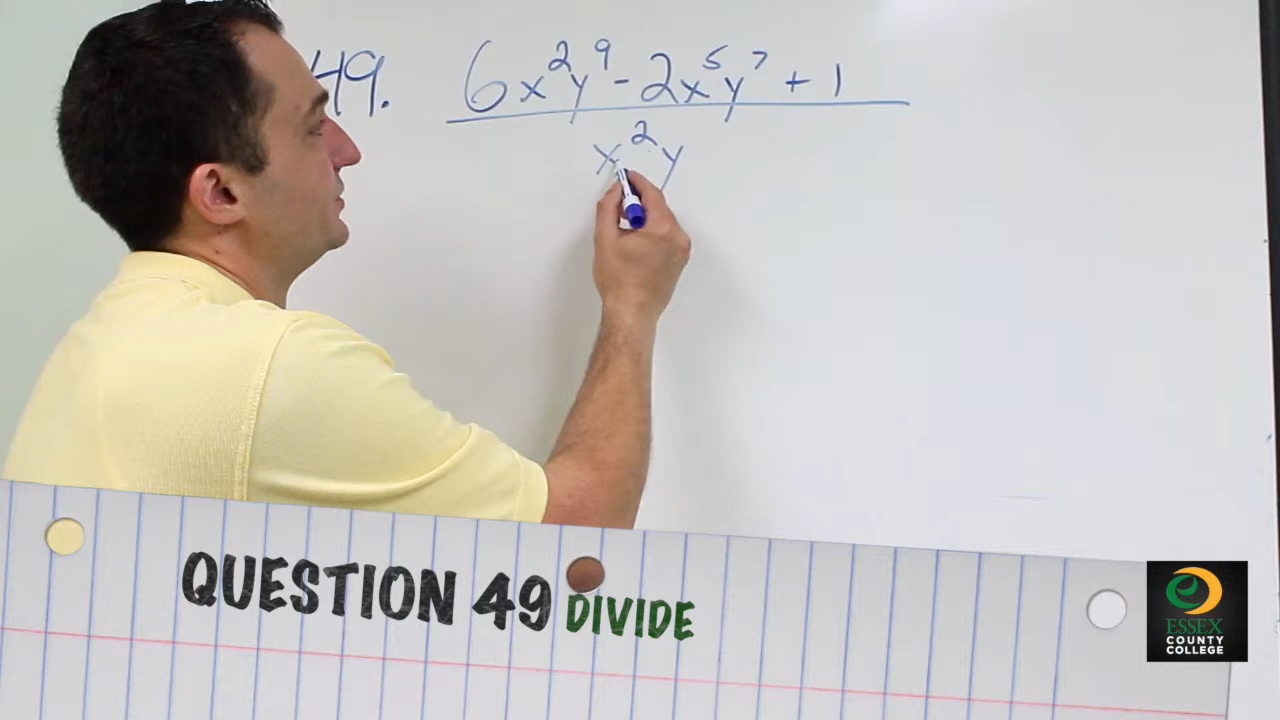 49. 6x²y⁹ - 2x⁵y⁷ + 1
x²y
QUESTION 49 DIVIDE
ESSEX
COUNTY
COLLEGE